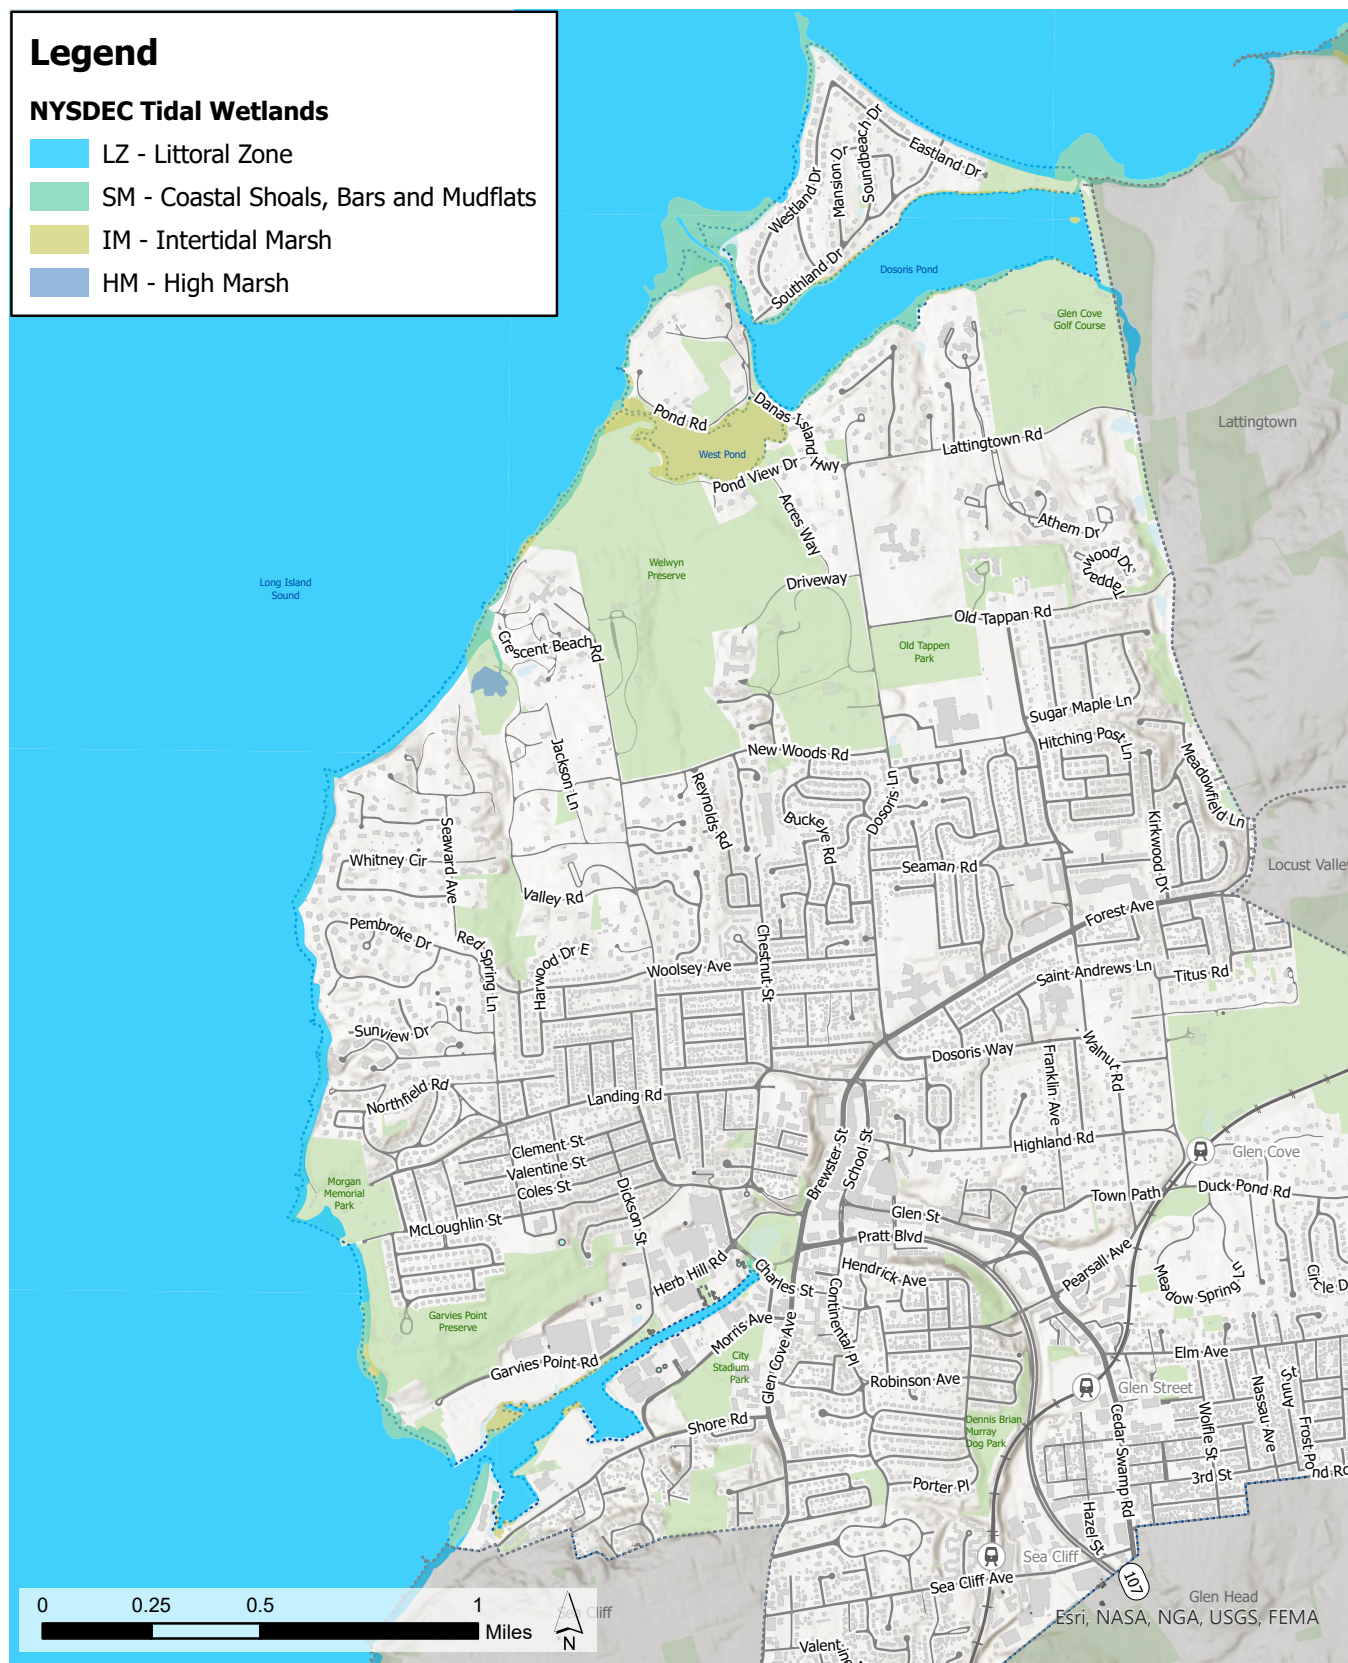 Legend
NYSDEC Tidal Wetlands
LZ - Littoral Zone
SM - Coastal Shoals, Bars and Mudflats
IM - Intertidal Marsh
HM - High Marsh
Soundbeach Dr
Eastland Dr
Mansion Dr
Westland Dr
Southland Dr
Dosoris Pond
Glen Cove
Golf Course
Lattingtown
Danas Island Hwy
Pond Rd
Lattingtown Rd
West Pond
Pond View Dr
Acres Way
Athem Dr
Tappenwood Dr
Welwyn
Preserve
Driveway
Long Island
Sound
Old Tappan Rd
Crescent Beach Rd
Old Tappen
Park
Sugar Maple Ln
Hitching Post Ln
Jackson Ln
New Woods Rd
Meadowfield Ln
Reynolds Rd
Dosoris Ln
Buckeye Rd
Kirkwood Dr
Seaward Ave
Whitney Cir
Seaman Rd
Locust Valley
Valley Rd
Forest Ave
Pembroke Dr
Red Spring Ln
Harwood Dr E
Chestnut St
Woolsey Ave
Saint Andrews Ln
Titus Rd
Sunview Dr
Dosoris Way
Walnut Rd
Franklin Ave
Northfield Rd
Landing Rd
Clement St
Brewster St
School St
Highland Rd
Glen Cove
Valentine St
Morgan
Memorial
Park
Coles St
Dickson St
Town Path
Duck Pond Rd
McLoughlin St
Glen St
Pratt Blvd
Herb Hill Rd
Charles St
Hendrick Ave
Pearsall Ave
Meadow Spring Ln
Circle D
Garvies Point
Preserve
Morris Ave
Continental Pl
Glen Cove Ave
Garvies Point Rd
City
Stadium
Park
Elm Ave
Robinson Ave
Glen Street
Ann St
Nassau Ave
Wolfle St
Frost Pond Rd
Shore Rd
Dennis Brian
Murray
Dog Park
Cedar Swamp Rd
3rd St
Porter Pl
Hazel St
Sea Cliff
Sea Cliff Ave
107
Glen Head
Esri, NASA, NGA, USGS, FEMA
0 0.25 0.5 1
Miles
N
Sea Cliff